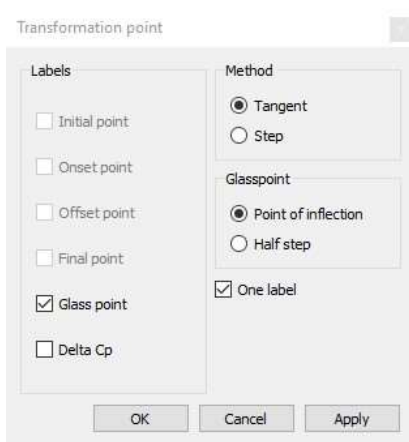 Transformation point
Labels
Initial point
Onset point
Offset point
Final point
Glass point
Delta Cp
Method
Tangent
Step
Glasspoint
Point of inflection
Half step
One label
OK
Cancel
Apply